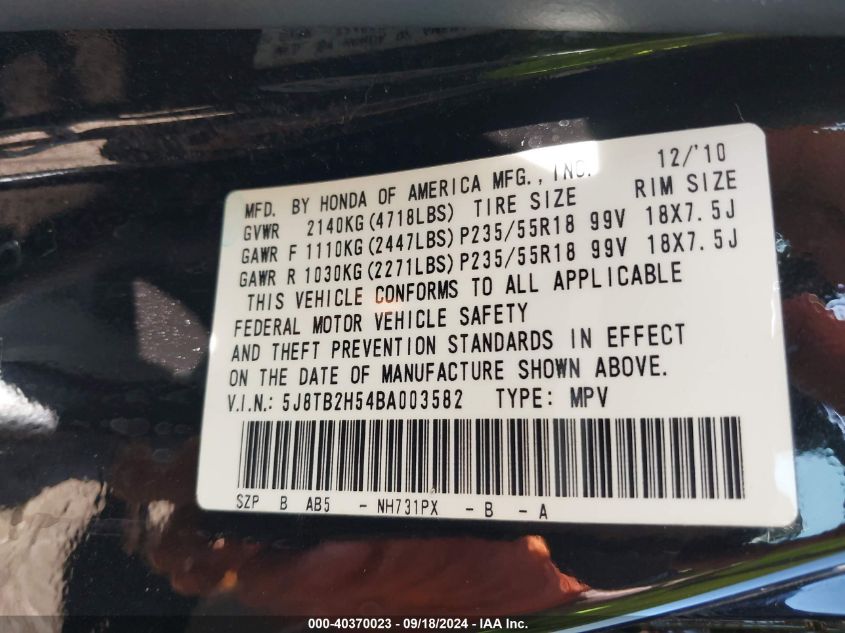 MFD. BY HONDA OF AMERICA MFG., INC. 12/'10
GVWR 2140KG(4718LBS) TIRE SIZE RIM SIZE
GAWR F 1110KG(2447LBS)P235/55R18 99V 18X7.5J
GAWR R 1030KG(2271LBS)P235/55R18 99V 18X7.5J
THIS VEHICLE CONFORMS TO ALL APPLICABLE
FEDERAL MOTOR VEHICLE SAFETY
AND THEFT PREVENTION STANDARDS IN EFFECT
ON THE DATE OF MANUFACTURE SHOWN ABOVE.
V.I.N.: 5J8TB2H54BA003582 TYPE: MPV
SZP B AB5 - NH731PX - B - A
000-40370023 - 09/18/2024 - IAA Inc.